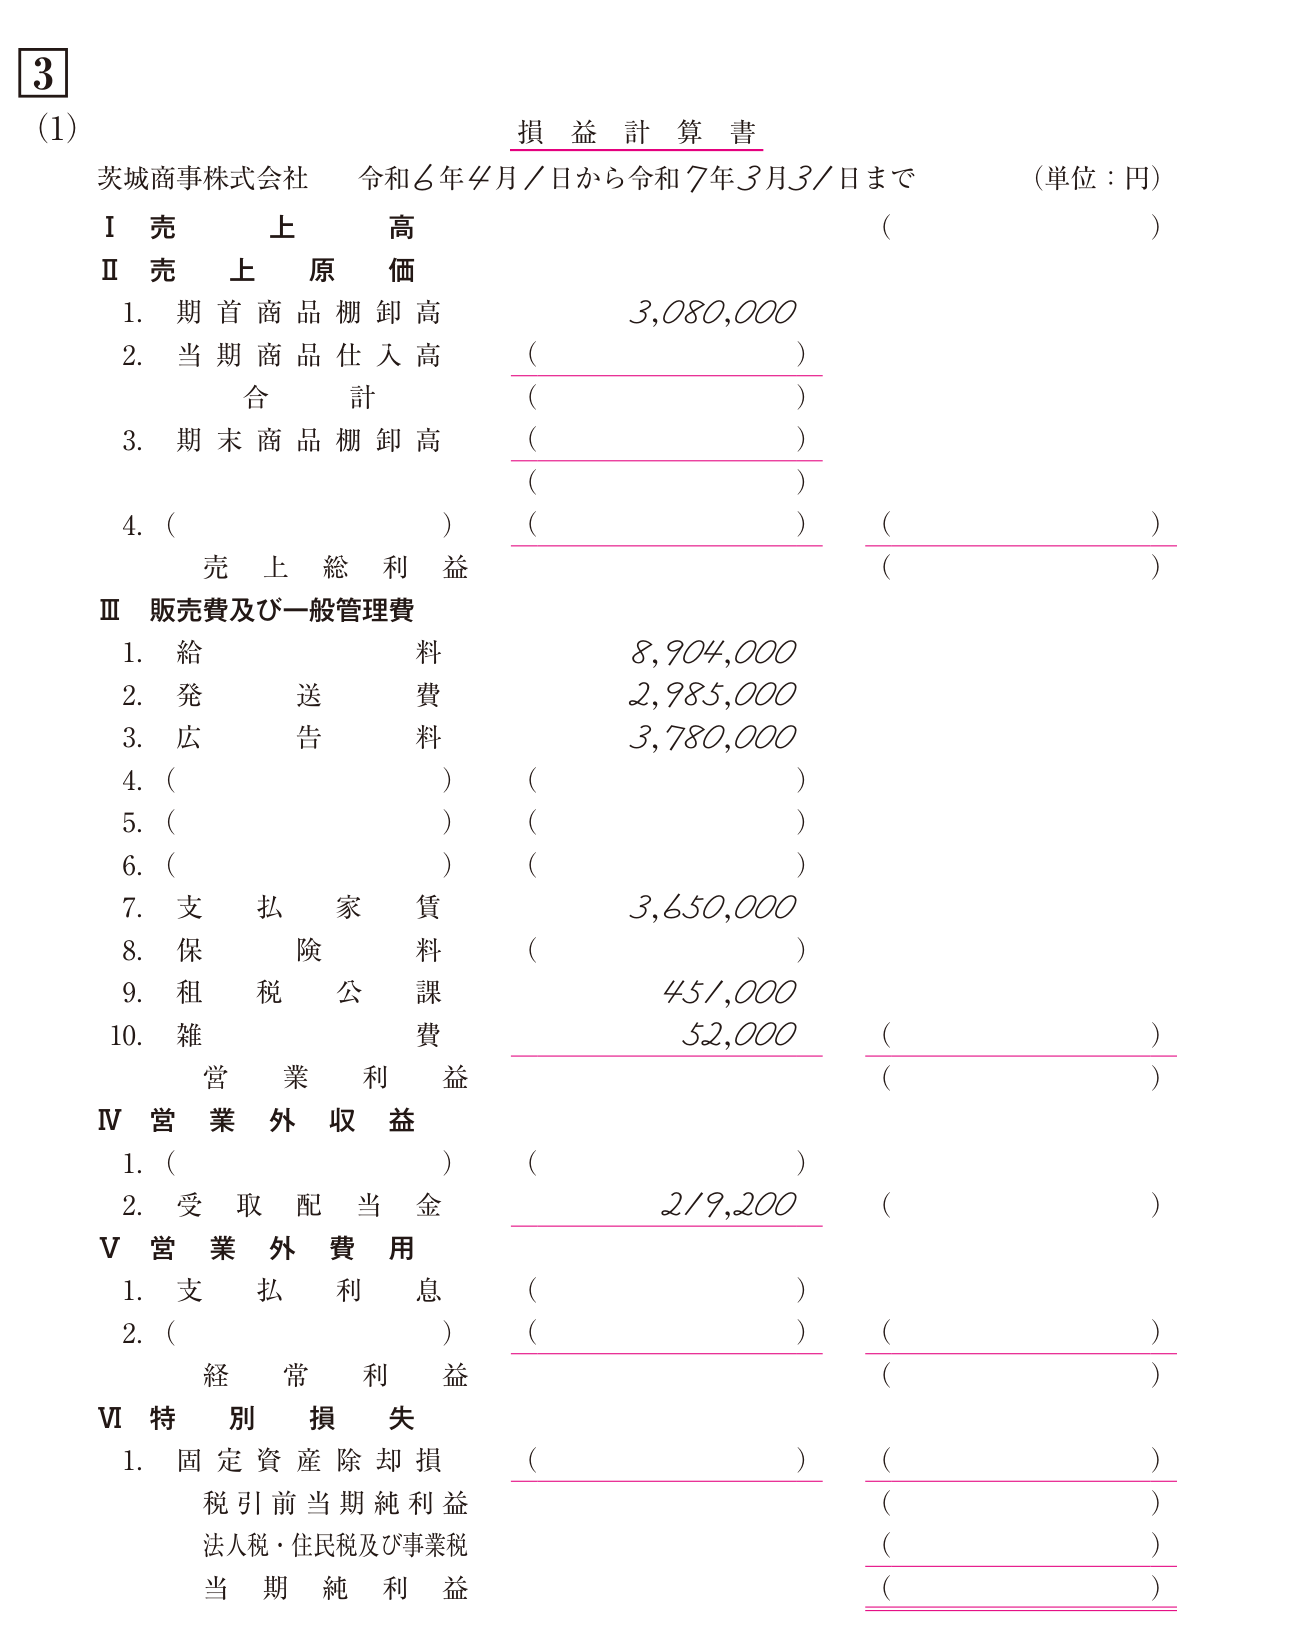 3
(1)
損益計算書
茨城商事株式会社　令和6年4月1日から令和7年3月31日まで　(単位：円)
Ⅰ 売上高 (　)
Ⅱ 売上原価
1. 期首商品棚卸高 3,080,000
2. 当期商品仕入高 (　)
合計 (　)
3. 期末商品棚卸高 (　)
(　)
4. (　) (　) (　)
売上総利益 (　)
Ⅲ 販売費及び一般管理費
1. 給料 8,904,000
2. 発送費 2,985,000
3. 広告料 3,780,000
4. (　) (　)
5. (　) (　)
6. (　) (　)
7. 支払家賃 3,650,000
8. 保険料 (　)
9. 租税公課 451,000
10. 雑費 52,000 (　)
営業利益 (　)
Ⅳ 営業外収益
1. (　) (　)
2. 受取配当金 219,200 (　)
Ⅴ 営業外費用
1. 支払利息 (　)
2. (　) (　) (　)
経常利益 (　)
Ⅵ 特別損失
1. 固定資産除却損 (　) (　)
税引前当期純利益 (　)
法人税・住民税及び事業税 (　)
当期純利益 (　)